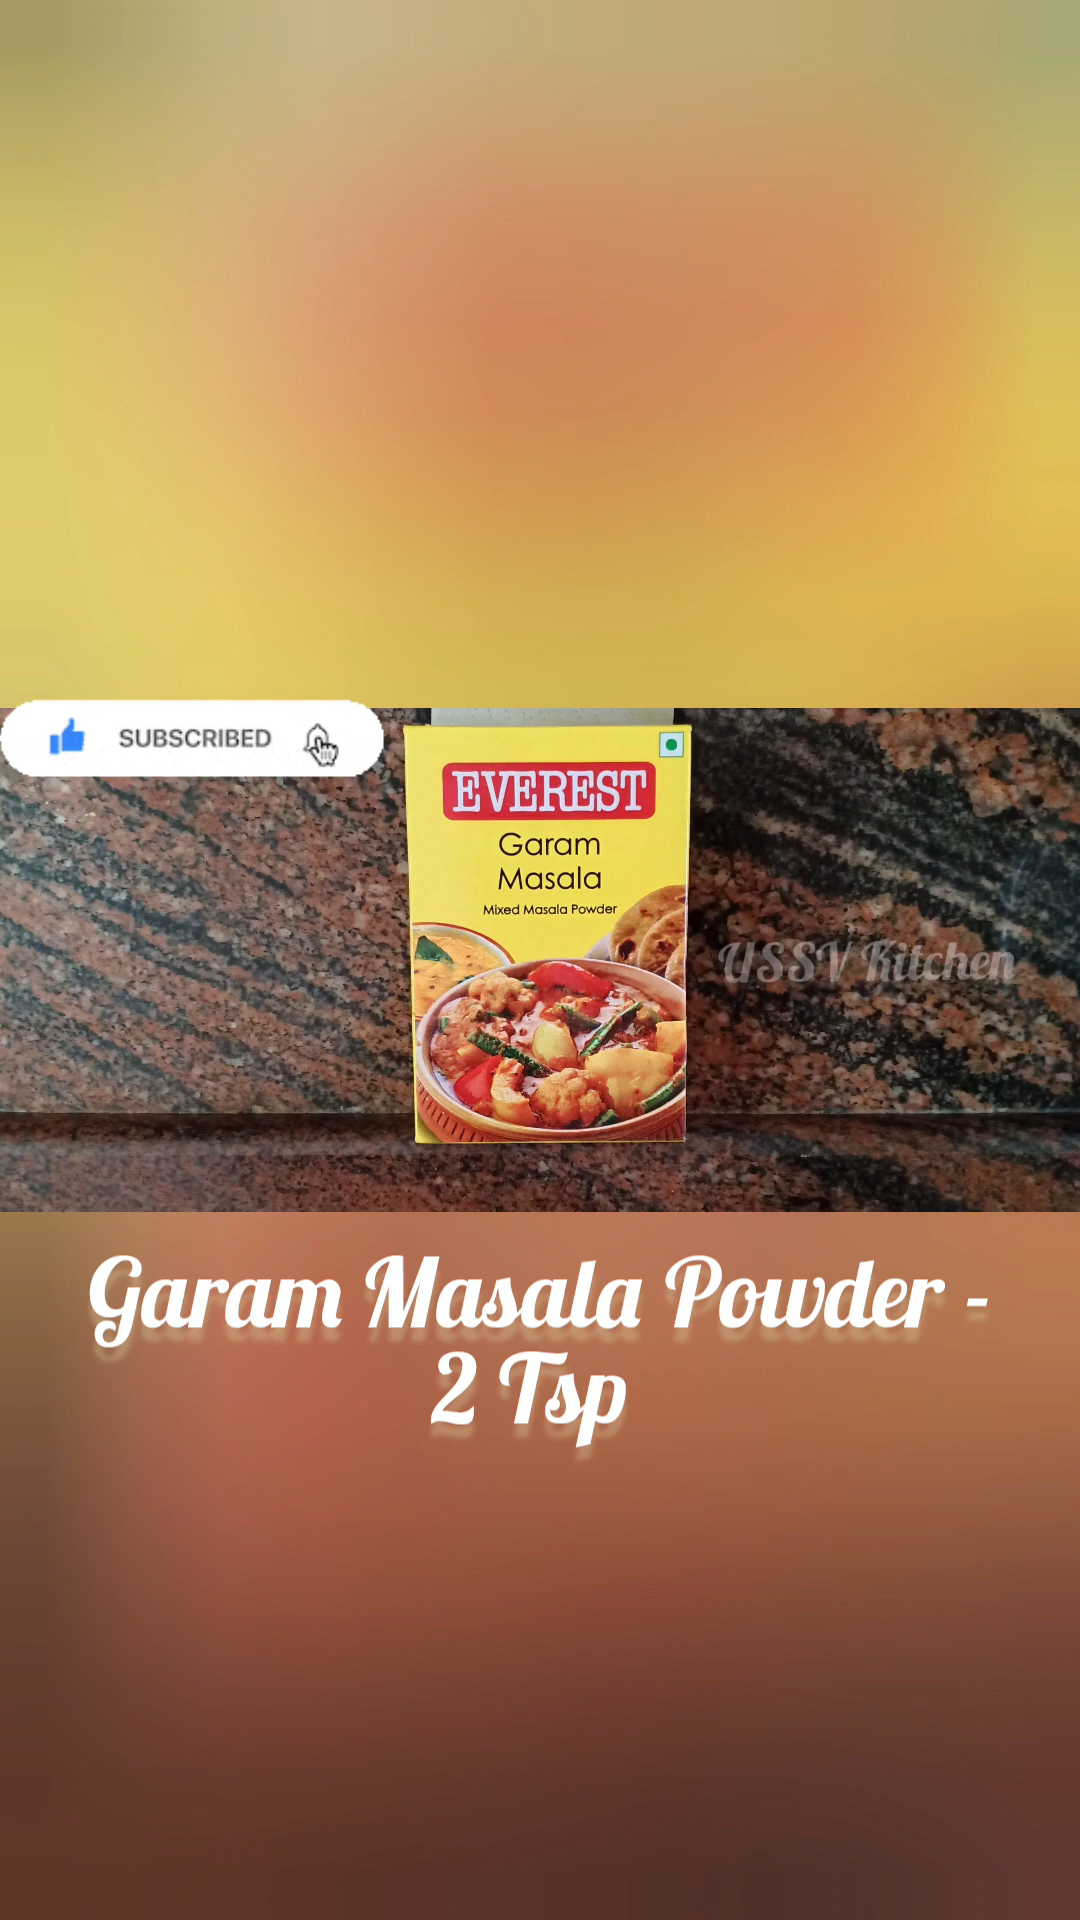 SUBSCRIBED
EVEREST
Garam
Masala
Mixed Masala Powder
USSV Kitchen
Garam Masala Powder -
2 Tsp